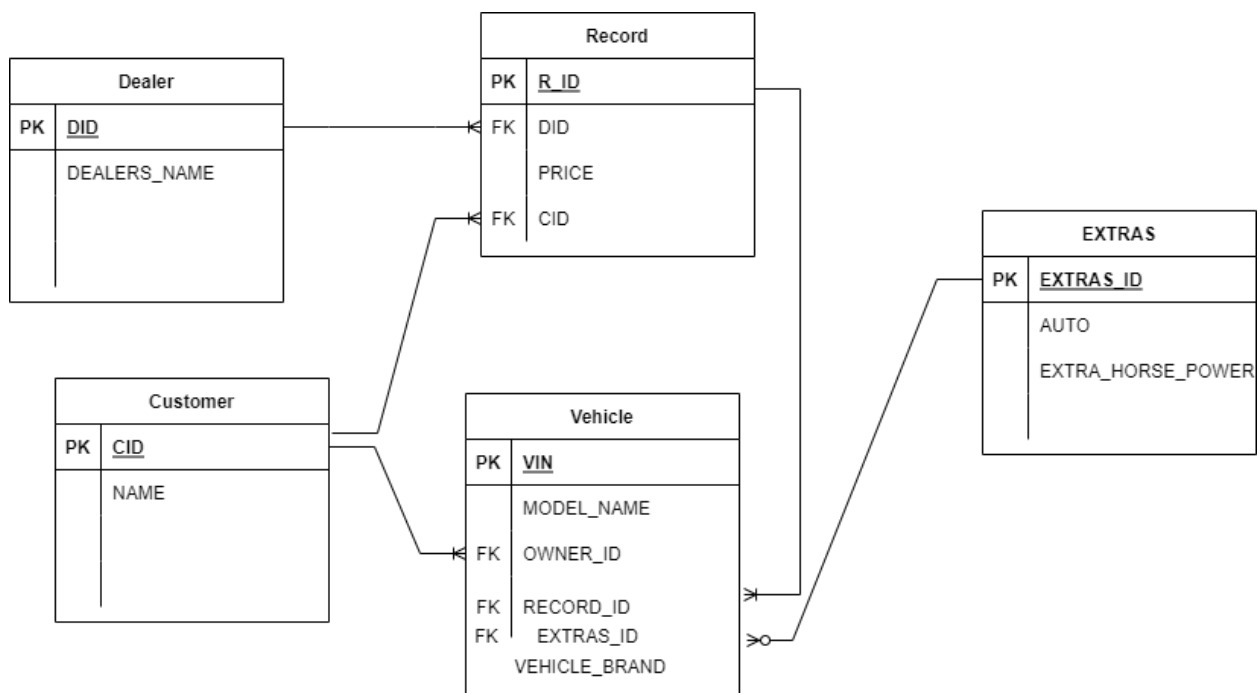 Dealer
PK DID
DEALERS_NAME
Record
PK R_ID
FK DID
PRICE
FK CID
EXTRAS
PK EXTRAS_ID
AUTO
EXTRA_HORSE_POWER
Customer
PK CID
NAME
Vehicle
PK VIN
MODEL_NAME
FK OWNER_ID
FK RECORD_ID
FK EXTRAS_ID
VEHICLE_BRAND